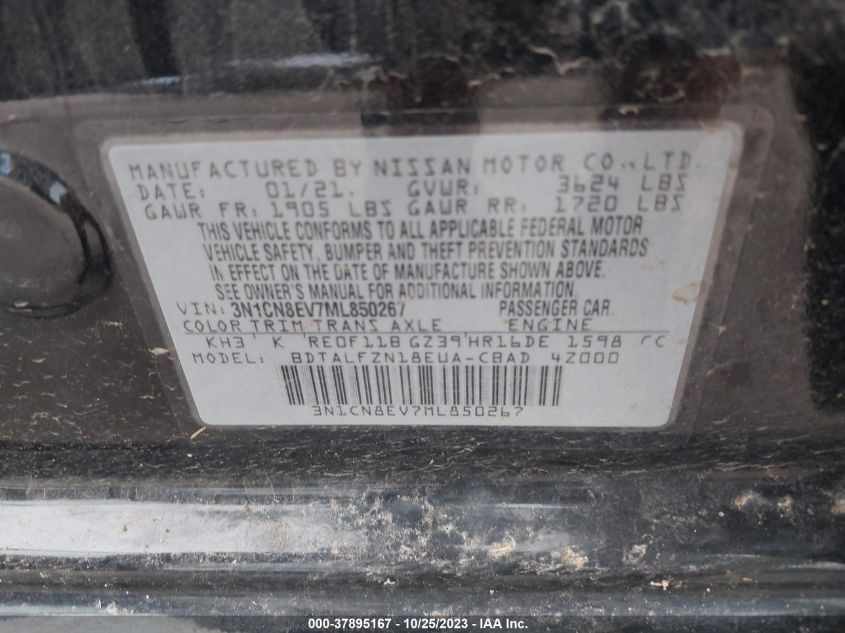 MANUFACTURED BY NISSAN MOTOR CO., LTD.
DATE: 01/21. GVWR: 3624 LBS
GAWR FR: 1905 LBS GAWR RR: 1720 LBS
THIS VEHICLE CONFORMS TO ALL APPLICABLE FEDERAL MOTOR
VEHICLE SAFETY, BUMPER AND THEFT PREVENTION STANDARDS
IN EFFECT ON THE DATE OF MANUFACTURE SHOWN ABOVE.
SEE OWNER'S MANUAL FOR ADDITIONAL INFORMATION.
VIN: 3N1CN8EV7ML850267 PASSENGER CAR.
COLOR TRIM TRANS AXLE ENGINE
KH3 K RE0F11B GZ39 HR16DE 1598 CC
MODEL: BDTALFZN18EUA-CBAD 4Z000
3N1CN8EV7ML850267
000-37895167 - 10/25/2023 - IAA Inc.